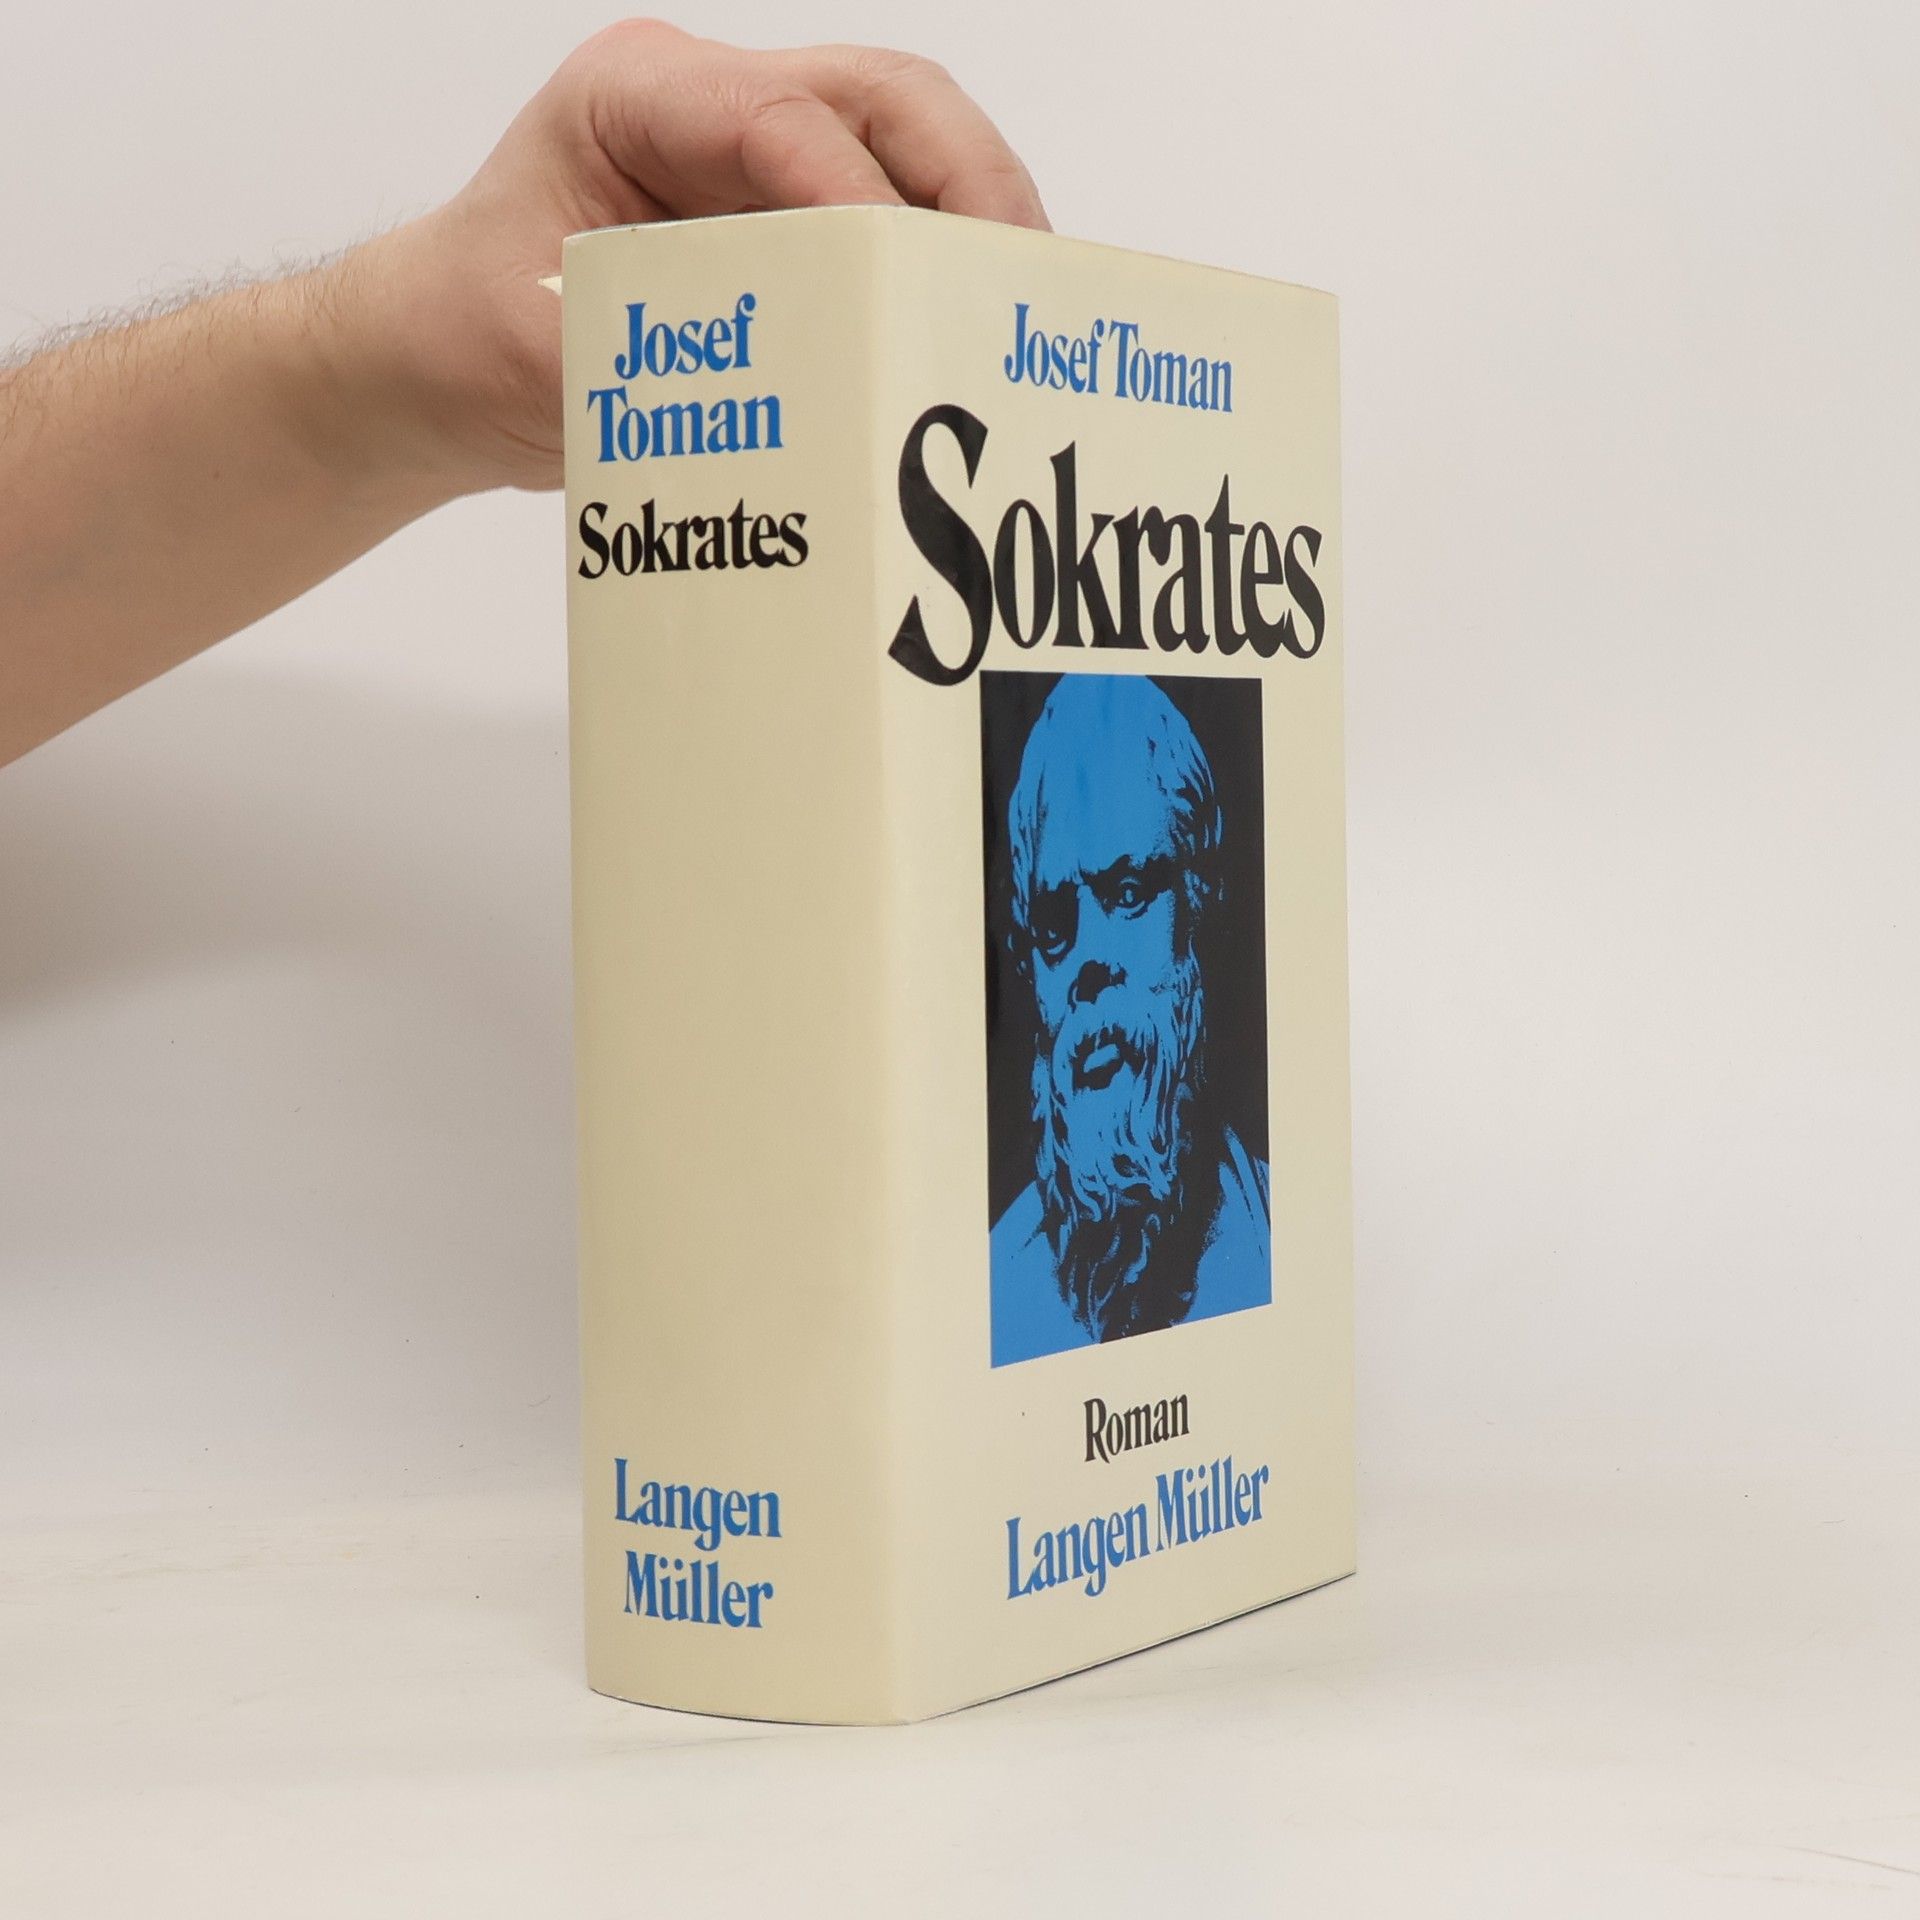 Josef
Toman
Sokrates
Langen
Müller
Josef Toman
Sokrates
Roman
Langen Müller